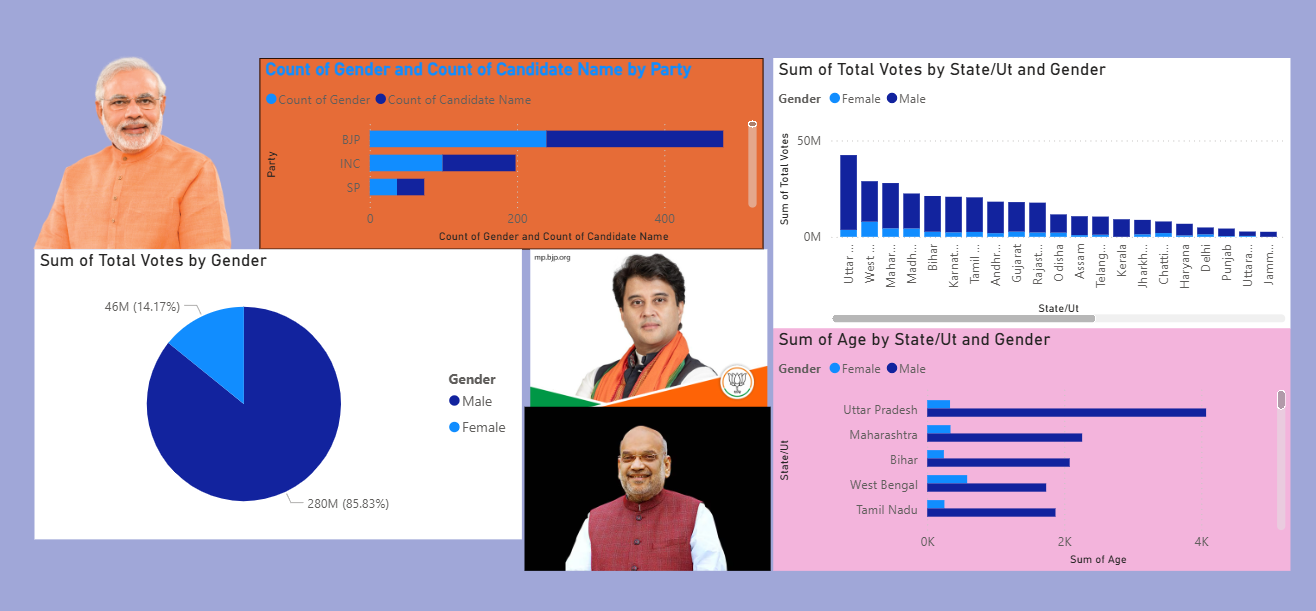 Count of Gender and Count of Candidate Name by Party
Count of Gender Count of Candidate Name
Party
BJP
INC
SP
0 200 400
Count of Gender and Count of Candidate Name
Sum of Total Votes by State/Ut and Gender
Gender Female Male
Sum of Total Votes
50M
0M
Uttar ...
West ...
Mahar...
Madh...
Bihar
Karnat...
Tamil ...
Andhr...
Gujarat
Rajast...
Odisha
Assam
Telang...
Kerala
Jharkh...
Chatti...
Haryana
Delhi
Punjab
Uttara...
Jamm...
State/Ut
Sum of Total Votes by Gender
46M (14.17%)
280M (85.83%)
Gender
Male
Female
mp.bjp.org
Sum of Age by State/Ut and Gender
Gender Female Male
State/Ut
Uttar Pradesh
Maharashtra
Bihar
West Bengal
Tamil Nadu
0K 2K 4K
Sum of Age